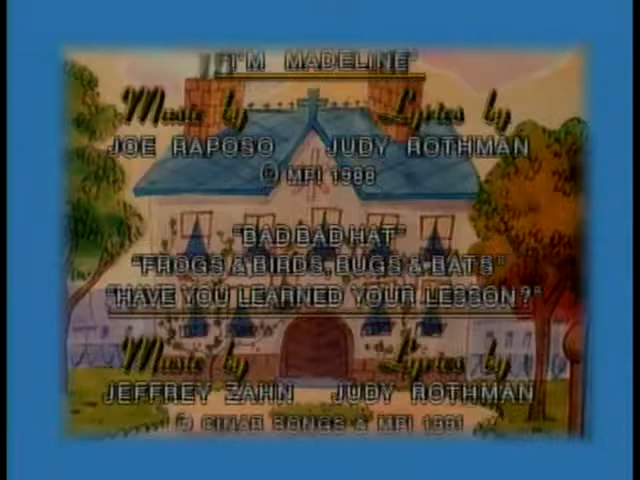 "I'M MADELINE"
Music by Lyrics by
JOE RAPOSO JUDY ROTHMAN
© MPI 1988
"BAD BAD HAT"
"FROGS & BIRDS, BUGS & BATS"
"HAVE YOU LEARNED YOUR LESSON?"
Music by Lyrics by
JEFFREY ZAHN JUDY ROTHMAN
© CINAR SONGS & MPI 1991